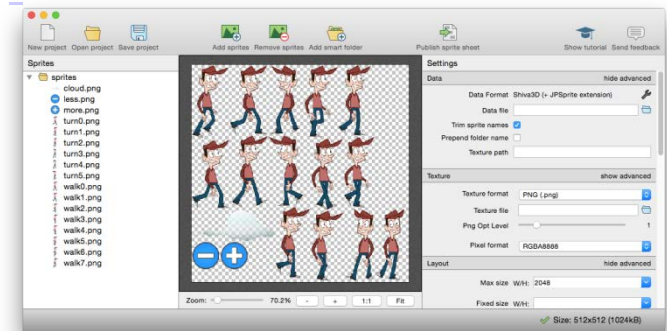 New project Open project Save project Add sprites Remove sprites Add smart folder Publish sprite sheet Show tutorial Send feedback
Sprites
sprites
cloud.png
less.png
more.png
turn0.png
turn1.png
turn2.png
turn3.png
turn4.png
turn5.png
walk0.png
walk1.png
walk2.png
walk3.png
walk4.png
walk5.png
walk6.png
walk7.png
Zoom: 70.2% - + 1:1 Fit
Settings
Data hide advanced
Data Format Shiva3D (+ JPSprite extension)
Data file
Trim sprite names
Prepend folder name
Texture path
Texture show advanced
Texture format PNG (.png)
Texture file
Png Opt Level 1
Pixel format RGBA8888
Layout hide advanced
Max size W/H: 2048
Fixed size W/H:
Size: 512x512 (1024kB)